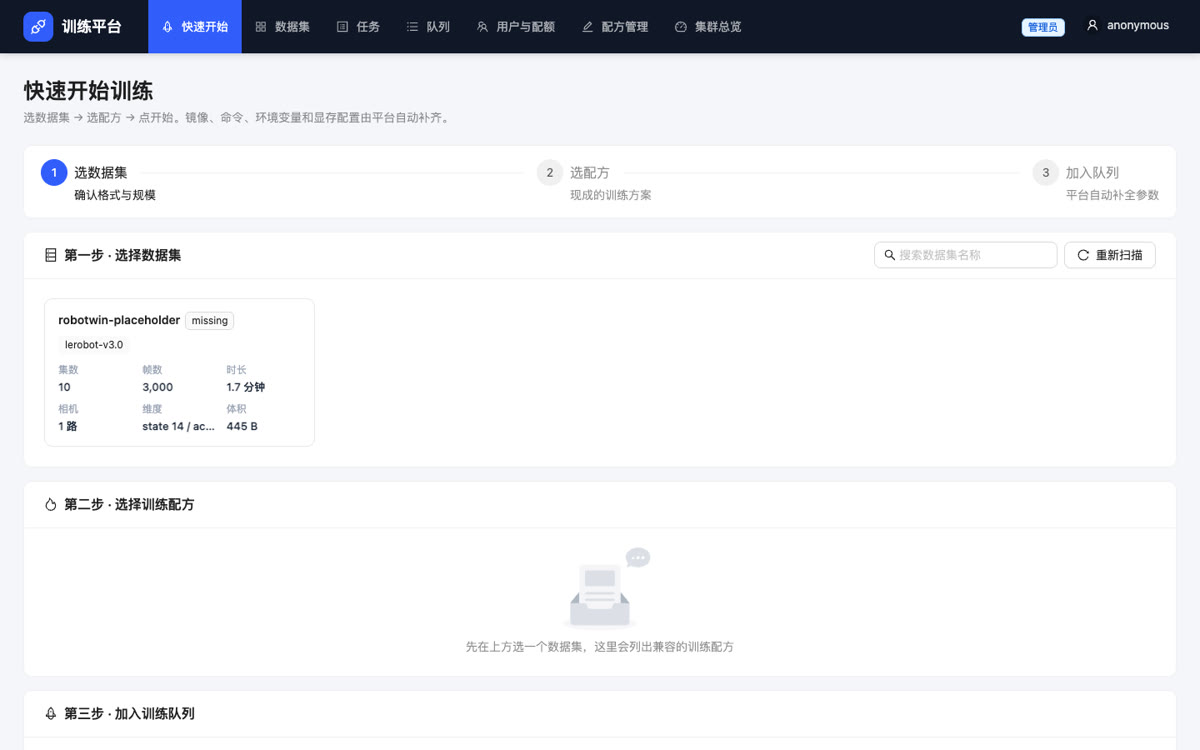 训练平台 快速开始 数据集 任务 队列 用户与配额 配方管理 集群总览 管理员 anonymous
快速开始训练
选数据集 → 选配方 → 点开始。镜像、命令、环境变量和显存配置由平台自动补齐。
1 选数据集 2 选配方 3 加入队列
确认格式与规模 现成的训练方案 平台自动补全参数
第一步 · 选择数据集 搜索数据集名称 重新扫描
robotwin-placeholder missing
lerobot-v3.0
集数 帧数 时长
10 3,000 1.7 分钟
相机 维度 体积
1 路 state 14 / ac... 445 B
第二步 · 选择训练配方
先在上方选一个数据集，这里会列出兼容的训练配方
第三步 · 加入训练队列